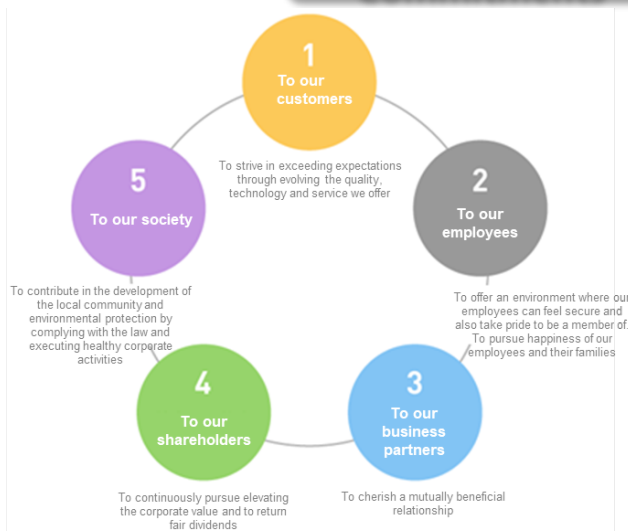 1
To our
customers
To strive in exceeding expectations
through evolving the quality,
technology and service we offer
2
To our
employees
To offer an environment where our
employees can feel secure and
also take pride to be a member of.
To pursue happiness of our
employees and their families
3
To our
business
partners
To cherish a mutually beneficial
relationship
4
To our
shareholders
To continuously pursue elevating
the corporate value and to return
fair dividends
5
To our society
To contribute in the development of
the local community and
environmental protection by
complying with the law and
executing healthy corporate
activities